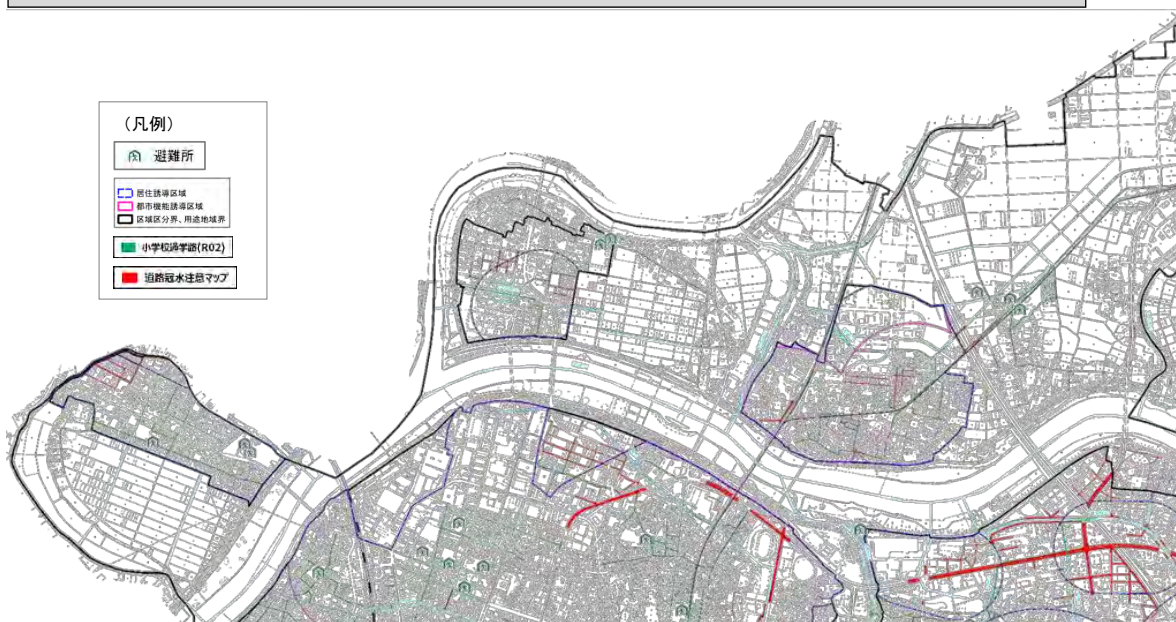 (凡例)
避難所
居住誘導区域
都市機能誘導区域
区域区分界、用途地域界
小学校通学路(R02)
道路冠水注意マップ